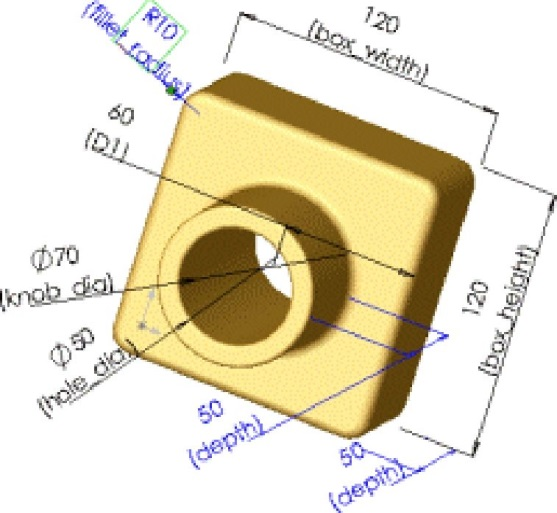 R10
(fillet_radius)
120
(box_width)
60
(D1)
Ø70
(knob_dia)
Ø50
(hole_dia)
120
(box_height)
50
(depth)
50
(depth)